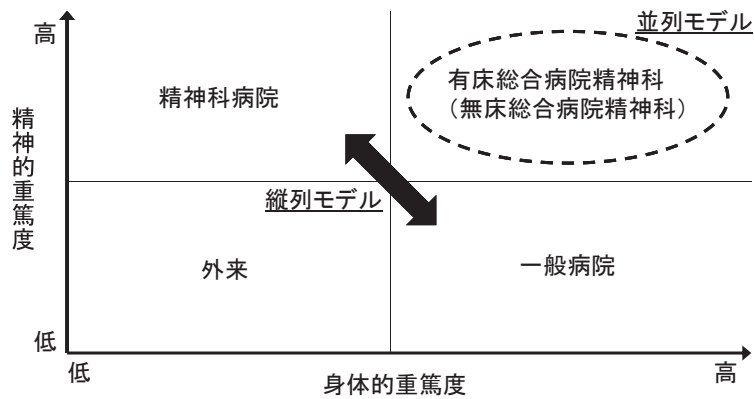 並列モデル
高
有床総合病院精神科
(無床総合病院精神科)
精神科病院
精神的重篤度
縦列モデル
外来
一般病院
低
低
身体的重篤度
高